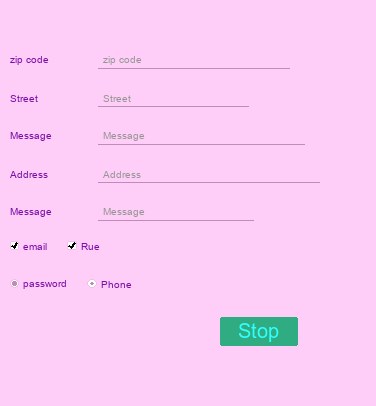 zip code zip code
Street Street
Message Message
Address Address
Message Message
email Rue
password Phone
Stop